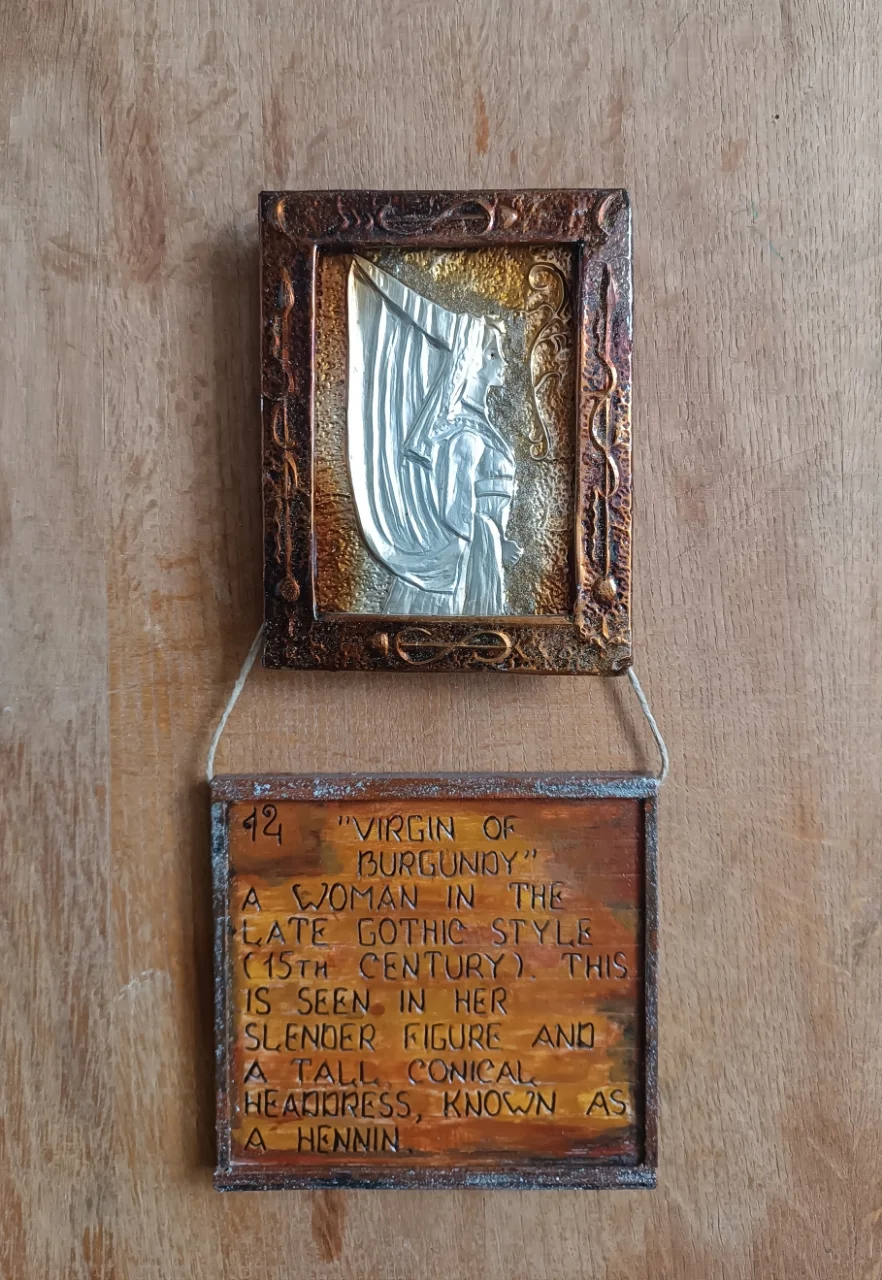 12 "VIRGIN OF
BURGUNDY"
A WOMAN IN THE
LATE GOTHIC STYLE
(15TH CENTURY). THIS
IS SEEN IN HER
SLENDER FIGURE AND
A TALL CONICAL
HEADDRESS, KNOWN AS
A HENNIN.